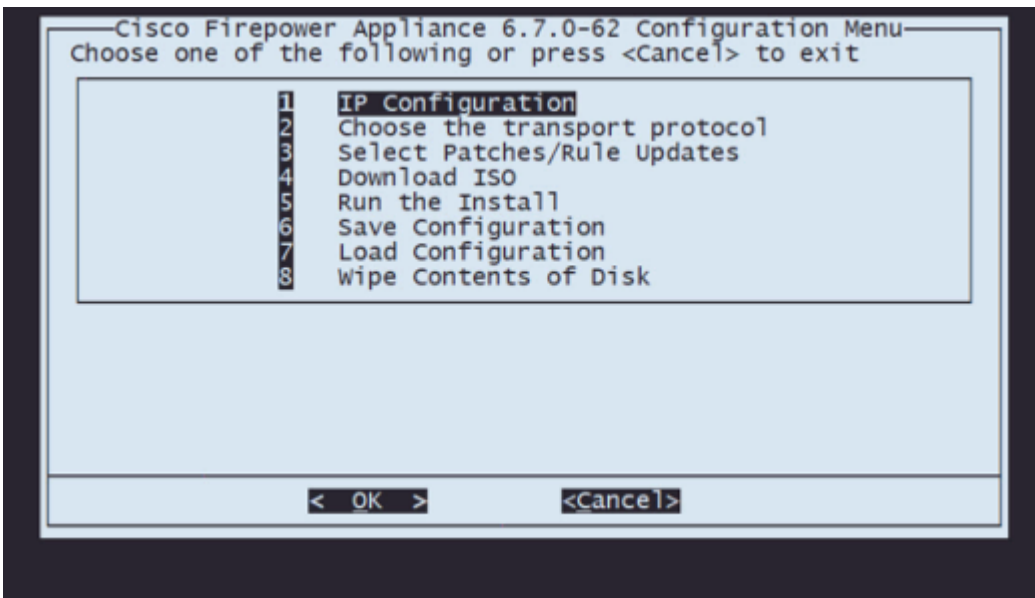 Cisco Firepower Appliance 6.7.0-62 Configuration Menu
Choose one of the following or press <Cancel> to exit
1 IP Configuration
2 Choose the transport protocol
3 Select Patches/Rule Updates
4 Download ISO
5 Run the Install
6 Save Configuration
7 Load Configuration
8 Wipe Contents of Disk
< OK > <Cancel>